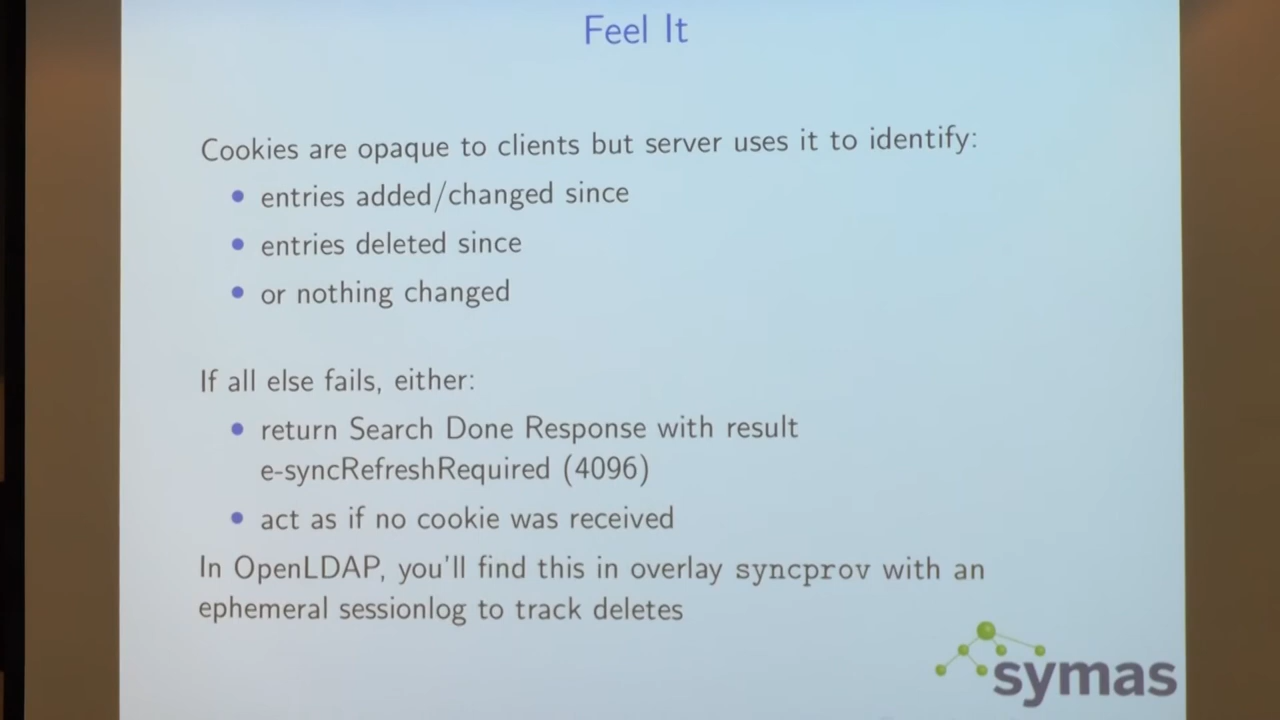 Feel It
Cookies are opaque to clients but server uses it to identify:
• entries added/changed since
• entries deleted since
• or nothing changed
If all else fails, either:
• return Search Done Response with result
e-syncRefreshRequired (4096)
• act as if no cookie was received
In OpenLDAP, you'll find this in overlay syncprov with an
ephemeral sessionlog to track deletes
symas